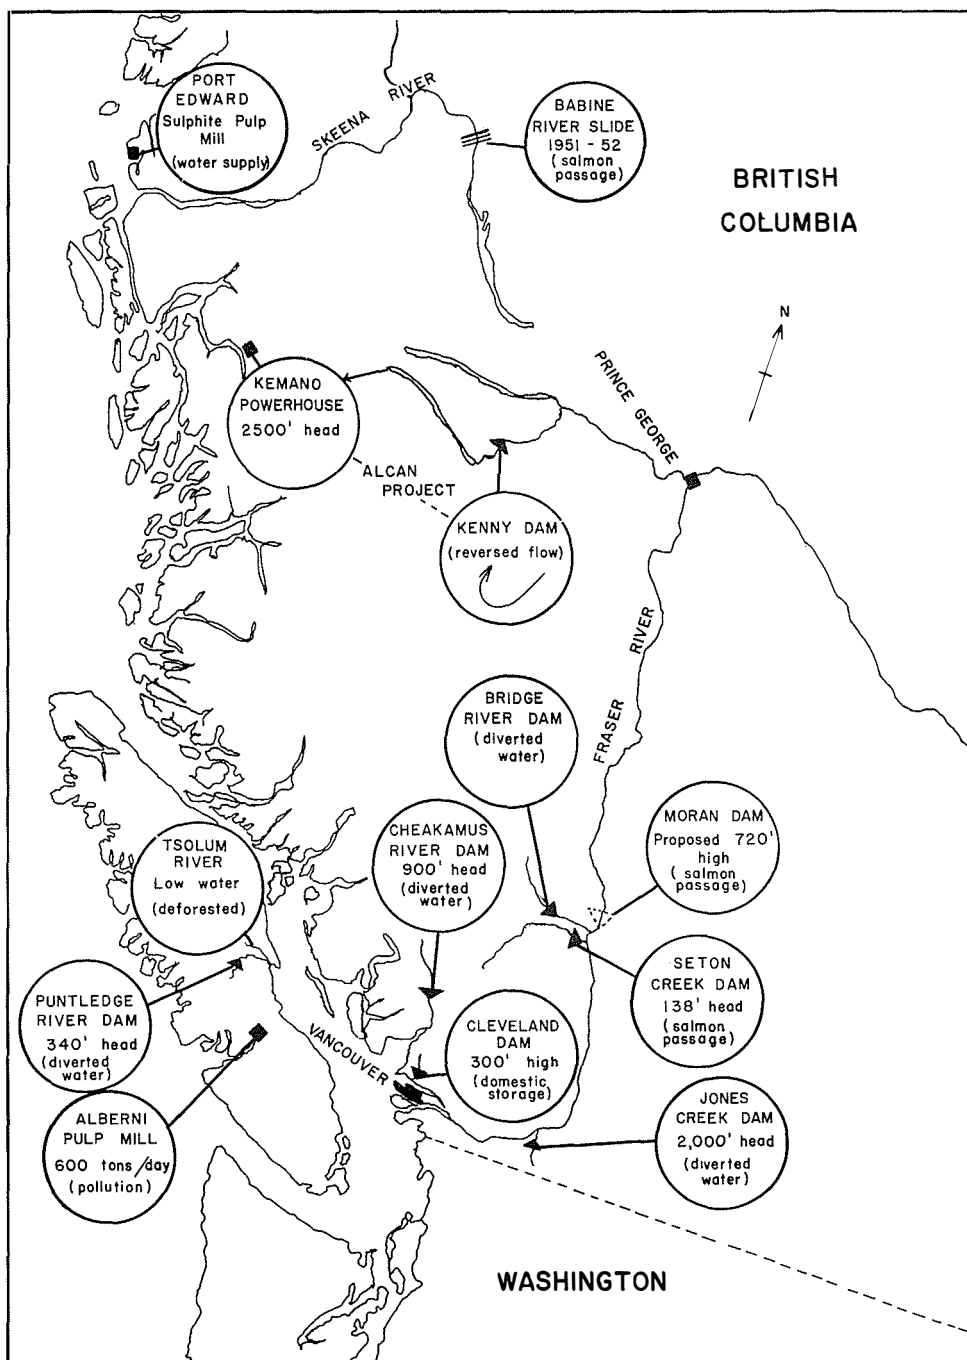 PORT
EDWARD
Sulphite Pulp
Mill
(water supply)
SKEENA RIVER
BABINE
RIVER SLIDE
1951 - 52
(salmon
passage)
BRITISH
COLUMBIA
N
KEMANO
POWERHOUSE
2500' head
ALCAN
PROJECT
PRINCE GEORGE
KENNY DAM
(reversed flow)
FRASER RIVER
BRIDGE
RIVER DAM
(diverted
water)
MORAN DAM
Proposed 720'
high
(salmon
passage)
CHEAKAMUS
RIVER DAM
900' head
(diverted
water)
TSOLUM
RIVER
Low water
(deforested)
SETON
CREEK DAM
138' head
(salmon
passage)
PUNTLEDGE
RIVER DAM
340' head
(diverted
water)
VANCOUVER
CLEVELAND
DAM
300' high
(domestic
storage)
ALBERNI
PULP MILL
600 tons/day
(pollution)
JONES
CREEK DAM
2,000' head
(diverted
water)
WASHINGTON